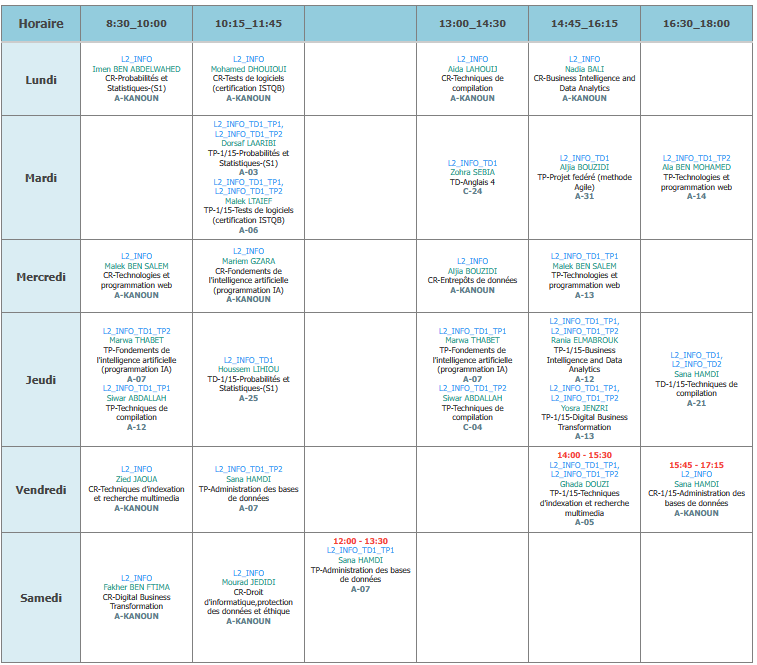 Horaire
8:30_10:00
10:15_11:45
13:00_14:30
14:45_16:15
16:30_18:00
Lundi
L2_INFO
Imen BEN ABDELWAHED
CR-Probabilités et
Statistiques-(S1)
A-KANOUN
L2_INFO
Mohamed DHOUIOUI
CR-Tests de logiciels
(certification ISTQB)
A-KANOUN
L2_INFO
Aida LAHOUIJ
CR-Techniques de
compilation
A-KANOUN
L2_INFO
Nadia BALI
CR-Business Intelligence and
Data Analytics
A-KANOUN
Mardi
L2_INFO_TD1_TP1,
L2_INFO_TD1_TP2
Dorsaf LAARIBI
TP-1/15-Probabilités et
Statistiques-(S1)
A-03
L2_INFO_TD1_TP1,
L2_INFO_TD1_TP2
Malek LTAIEF
TP-1/15-Tests de logiciels
(certification ISTQB)
A-06
L2_INFO_TD1
Zohra SEBIA
TD-Anglais 4
C-24
L2_INFO_TD1
Aljia BOUZIDI
TP-Projet fedéré (methode
Agile)
A-31
L2_INFO_TD1_TP2
Ala BEN MOHAMED
TP-Technologies et
programmation web
A-14
Mercredi
L2_INFO
Malek BEN SALEM
CR-Technologies et
programmation web
A-KANOUN
L2_INFO
Mariem GZARA
CR-Fondements de
l'intelligence artificielle
(programmation IA)
A-KANOUN
L2_INFO
Aljia BOUZIDI
CR-Entrepôts de données
A-KANOUN
L2_INFO_TD1_TP1
Malek BEN SALEM
TP-Technologies et
programmation web
A-13
Jeudi
L2_INFO_TD1_TP2
Marwa THABET
TP-Fondements de
l'intelligence artificielle
(programmation IA)
A-07
L2_INFO_TD1_TP1
Siwar ABDALLAH
TP-Techniques de
compilation
A-12
L2_INFO_TD1
Houssem LIHIOU
TD-1/15-Probabilités et
Statistiques-(S1)
A-25
L2_INFO_TD1_TP1
Marwa THABET
TP-Fondements de
l'intelligence artificielle
(programmation IA)
A-07
L2_INFO_TD1_TP2
Siwar ABDALLAH
TP-Techniques de
compilation
C-04
L2_INFO_TD1_TP1,
L2_INFO_TD1_TP2
Rania ELMABROUK
TP-1/15-Business
Intelligence and Data
Analytics
A-12
L2_INFO_TD1_TP1,
L2_INFO_TD1_TP2
Yosra JENZRI
TP-1/15-Digital Business
Transformation
A-13
L2_INFO_TD1,
L2_INFO_TD2
Sana HAMDI
TD-1/15-Techniques de
compilation
A-21
Vendredi
L2_INFO
Zied JAOUA
CR-Techniques d'indexation
et recherche multimedia
A-KANOUN
L2_INFO_TD1_TP2
Sana HAMDI
TP-Administration des bases
de données
A-07
14:00 - 15:30
L2_INFO_TD1_TP1,
L2_INFO_TD1_TP2
Ghada DOUZI
TP-1/15-Techniques
d'indexation et recherche
multimedia
A-05
15:45 - 17:15
L2_INFO
Sana HAMDI
CR-1/15-Administration des
bases de données
A-KANOUN
Samedi
L2_INFO
Fakher BEN FTIMA
CR-Digital Business
Transformation
A-KANOUN
L2_INFO
Mourad JEDIDI
CR-Droit
d'informatique,protection
des données et éthique
A-KANOUN
12:00 - 13:30
L2_INFO_TD1_TP1
Sana HAMDI
TP-Administration des bases
de données
A-07